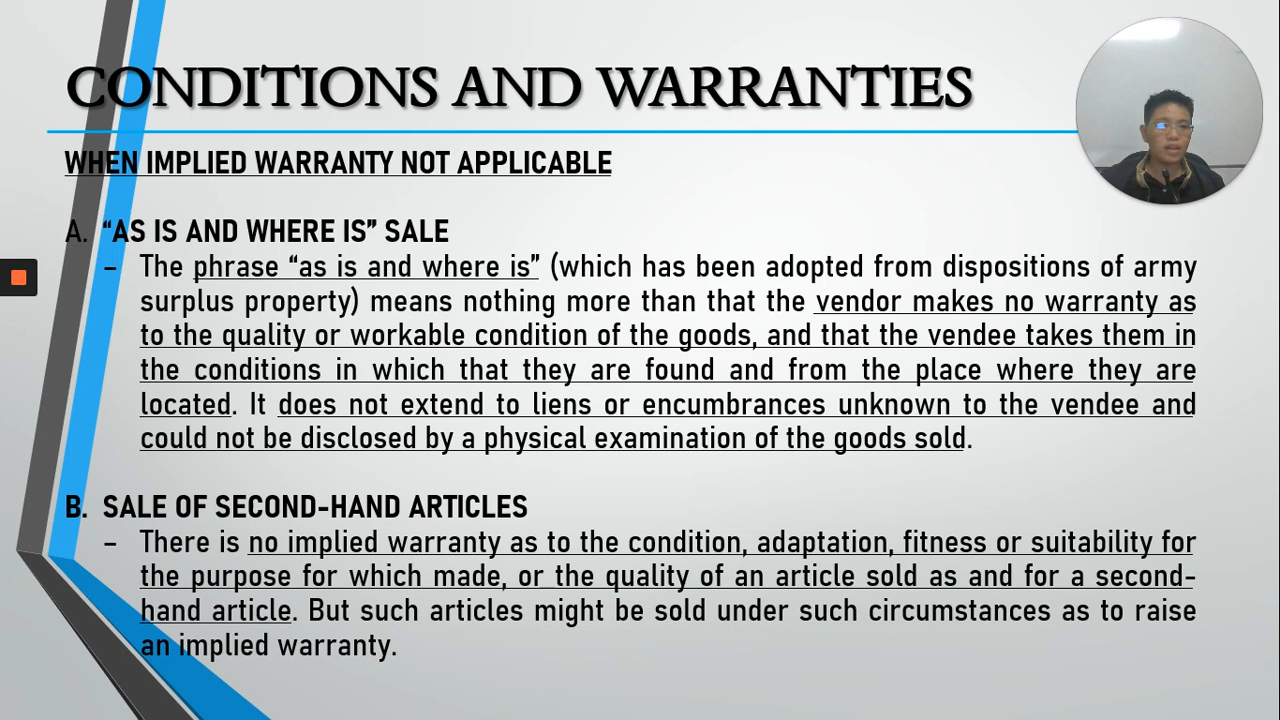 CONDITIONS AND WARRANTIES
WHEN IMPLIED WARRANTY NOT APPLICABLE
A. “AS IS AND WHERE IS” SALE
– The phrase “as is and where is” (which has been adopted from dispositions of army
surplus property) means nothing more than that the vendor makes no warranty as
to the quality or workable condition of the goods, and that the vendee takes them in
the conditions in which that they are found and from the place where they are
located. It does not extend to liens or encumbrances unknown to the vendee and
could not be disclosed by a physical examination of the goods sold.
B. SALE OF SECOND-HAND ARTICLES
– There is no implied warranty as to the condition, adaptation, fitness or suitability for
the purpose for which made, or the quality of an article sold as and for a second-
hand article. But such articles might be sold under such circumstances as to raise
an implied warranty.